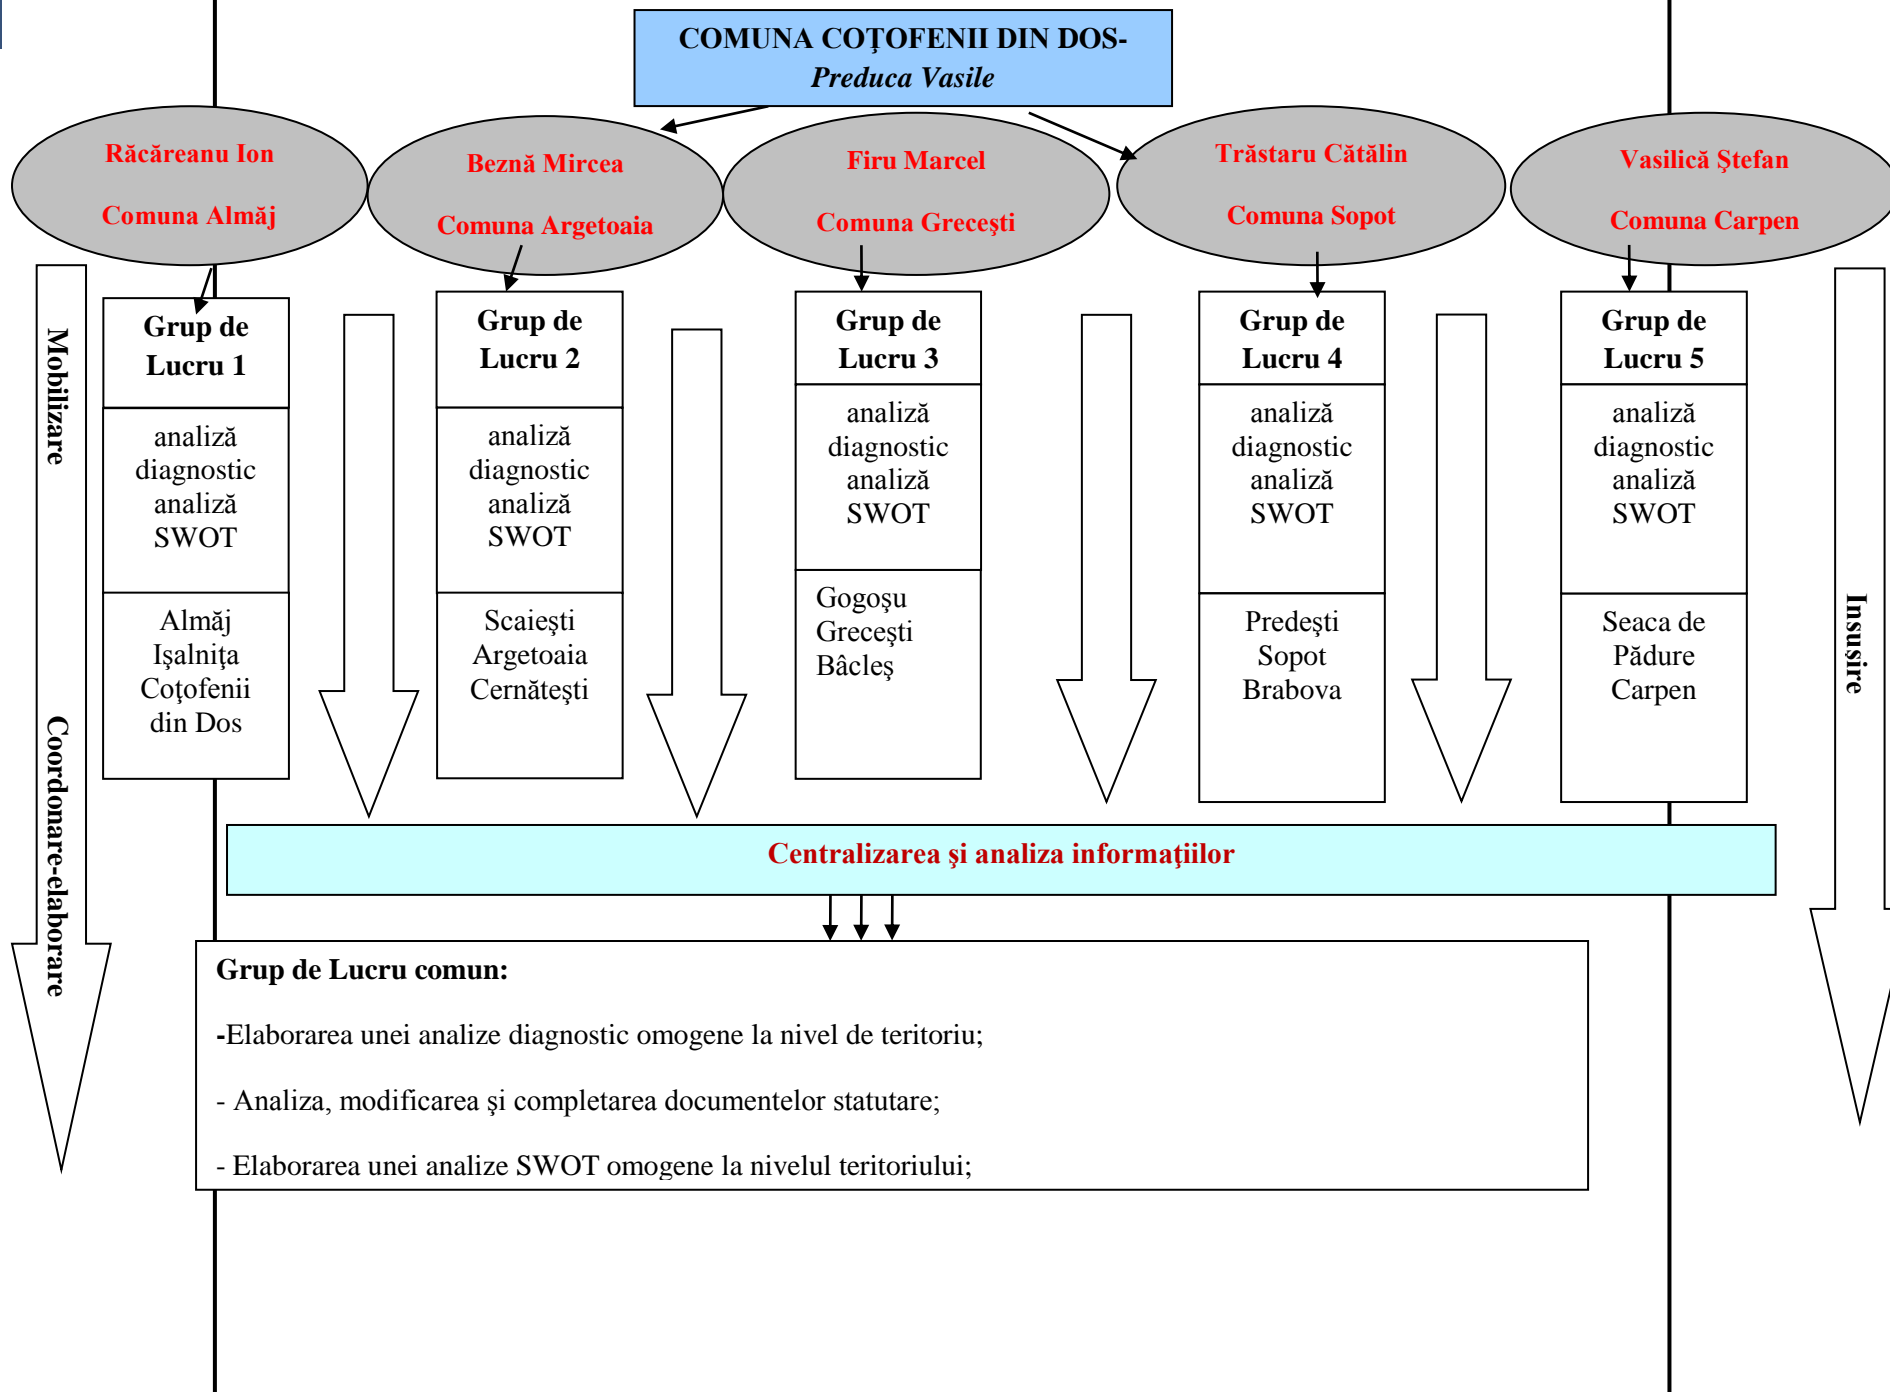 COMUNA COŢOFENII DIN DOS-
Preduca Vasile
Răcăreanu Ion
Comuna Almăj
Beznă Mircea
Comuna Argetoaia
Firu Marcel
Comuna Greceşti
Trăstaru Cătălin
Comuna Sopot
Vasilică Ştefan
Comuna Carpen
Mobilizare
Coordonare-elaborare
Grup de
Lucru 1
analiză
diagnostic
analiză
SWOT
Almăj
Işalniţa
Coţofenii
din Dos
Grup de
Lucru 2
analiză
diagnostic
analiză
SWOT
Scaieşti
Argetoaia
Cernăteşti
Grup de
Lucru 3
analiză
diagnostic
analiză
SWOT
Gogoşu
Greceşti
Bâcleş
Grup de
Lucru 4
analiză
diagnostic
analiză
SWOT
Predeşti
Sopot
Brabova
Grup de
Lucru 5
analiză
diagnostic
analiză
SWOT
Seaca de
Pădure
Carpen
Insuşire
Centralizarea şi analiza informaţiilor
Grup de Lucru comun:
-Elaborarea unei analize diagnostic omogene la nivel de teritoriu;
- Analiza, modificarea şi completarea documentelor statutare;
- Elaborarea unei analize SWOT omogene la nivelul teritoriului;